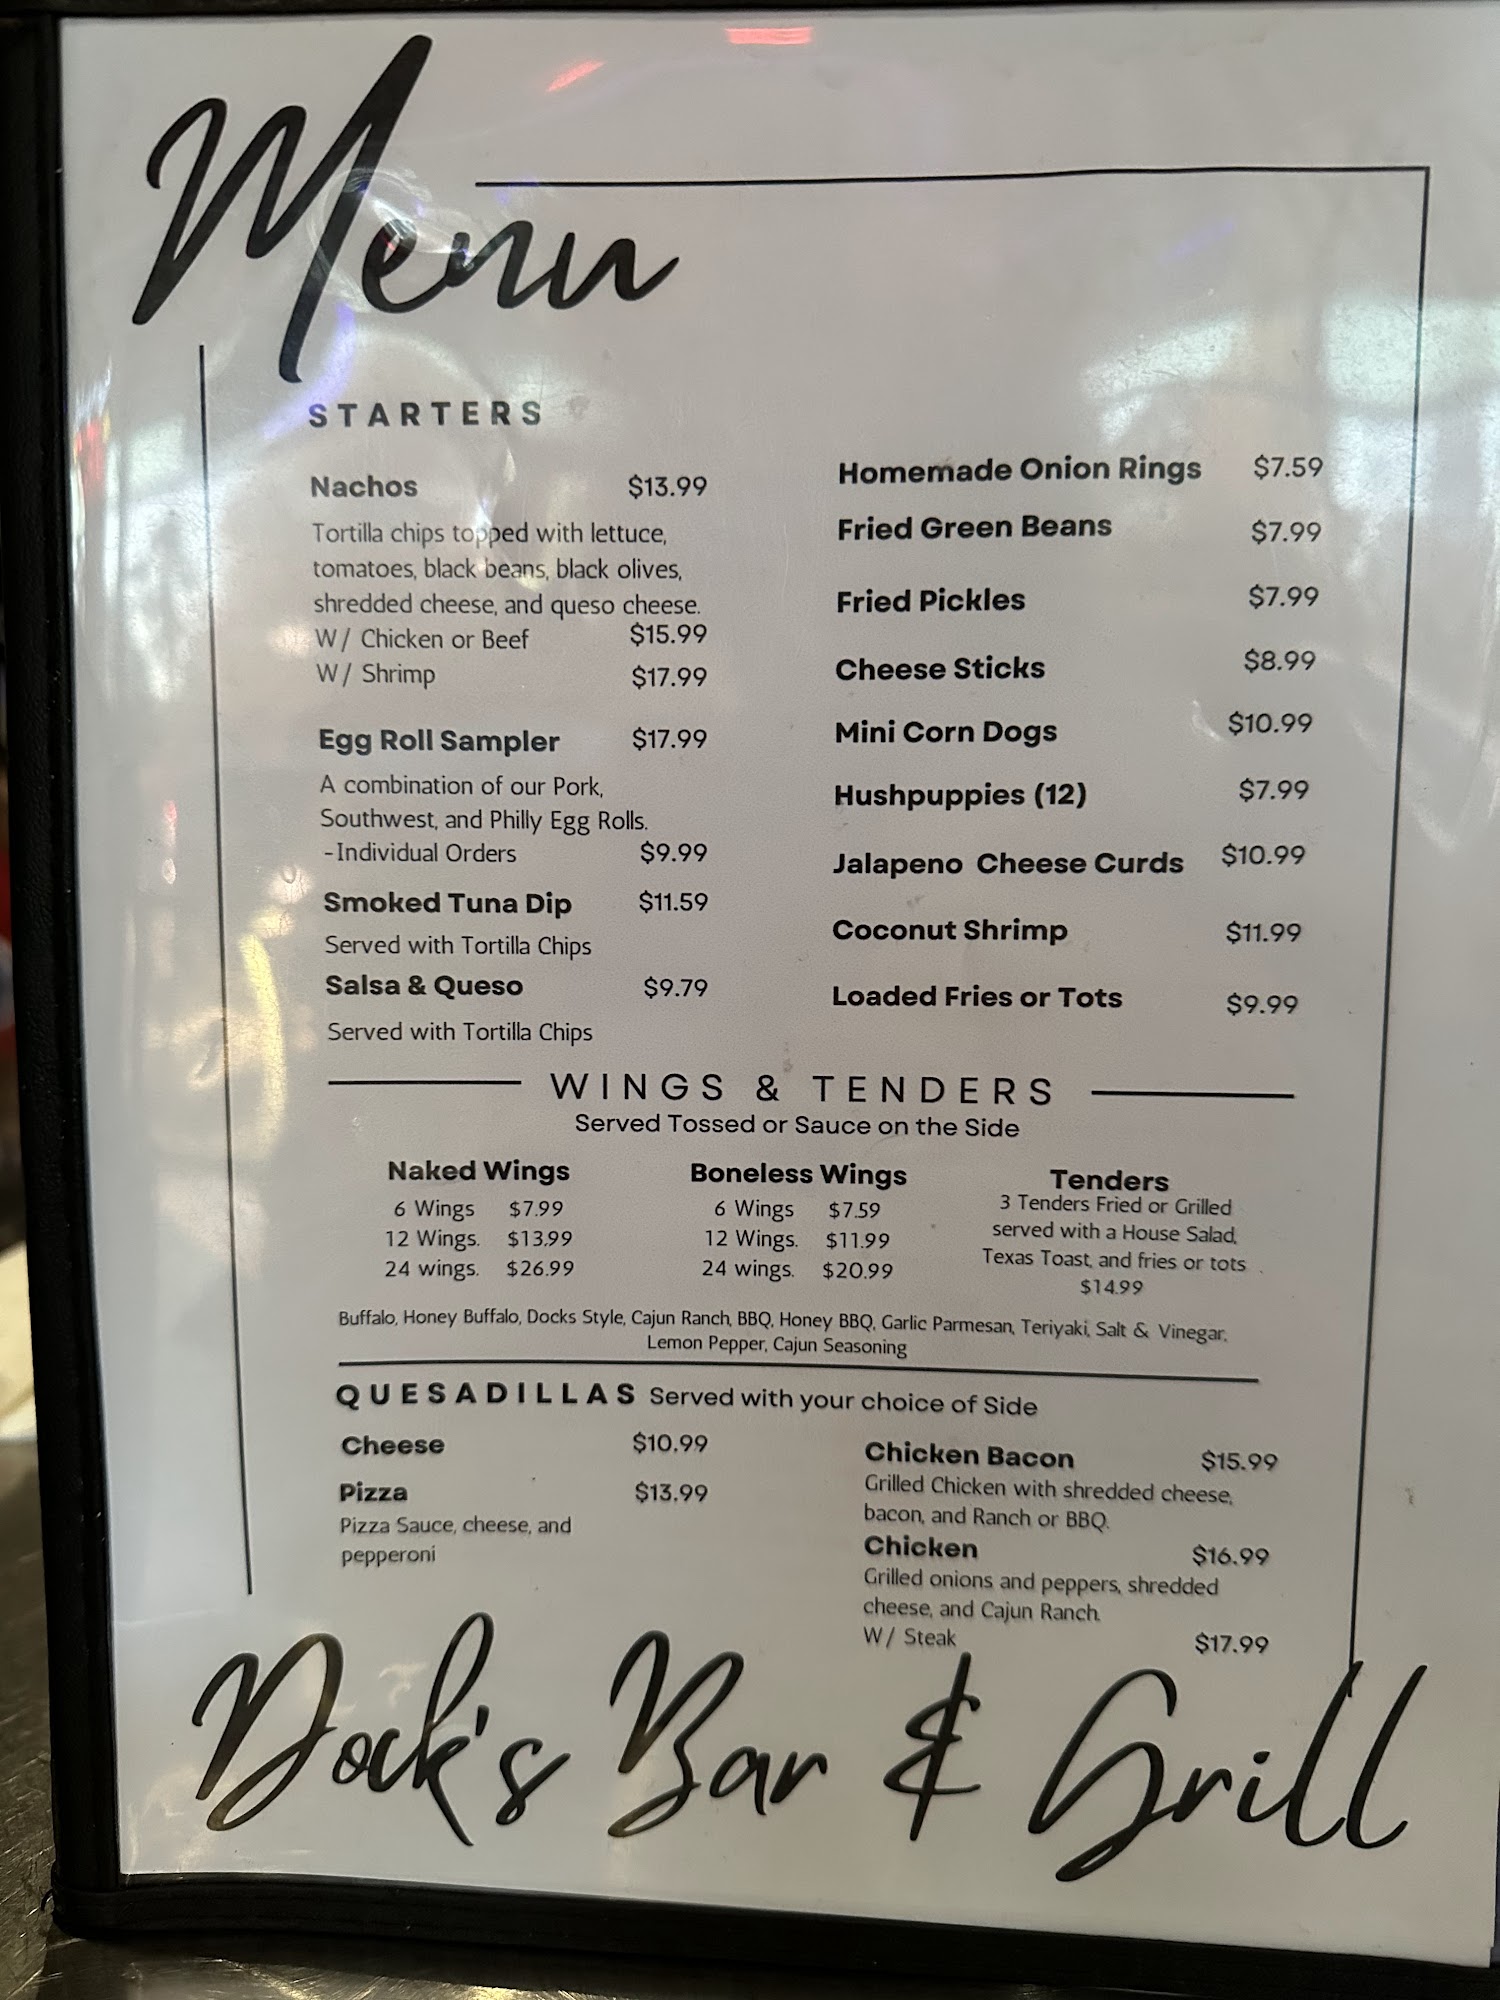 Menu
STARTERS
Nachos $13.99
Tortilla chips topped with lettuce,
tomatoes, black beans, black olives,
shredded cheese, and queso cheese.
W/ Chicken or Beef $15.99
W/ Shrimp $17.99
Egg Roll Sampler $17.99
A combination of our Pork,
Southwest, and Philly Egg Rolls.
-Individual Orders $9.99
Smoked Tuna Dip $11.59
Served with Tortilla Chips
Salsa & Queso $9.79
Served with Tortilla Chips
Homemade Onion Rings $7.59
Fried Green Beans $7.99
Fried Pickles $7.99
Cheese Sticks $8.99
Mini Corn Dogs $10.99
Hushpuppies (12) $7.99
Jalapeno Cheese Curds $10.99
Coconut Shrimp $11.99
Loaded Fries or Tots $9.99
WINGS & TENDERS
Served Tossed or Sauce on the Side
Naked Wings
6 Wings $7.99
12 Wings. $13.99
24 wings. $26.99
Boneless Wings
6 Wings $7.59
12 Wings. $11.99
24 wings. $20.99
Tenders
3 Tenders Fried or Grilled
served with a House Salad,
Texas Toast, and fries or tots
$14.99
Buffalo, Honey Buffalo, Docks Style, Cajun Ranch, BBQ, Honey BBQ, Garlic Parmesan, Teriyaki, Salt & Vinegar,
Lemon Pepper, Cajun Seasoning
QUESADILLAS Served with your choice of Side
Cheese $10.99
Pizza $13.99
Pizza Sauce, cheese, and
pepperoni
Chicken Bacon $15.99
Grilled Chicken with shredded cheese,
bacon, and Ranch or BBQ.
Chicken $16.99
Grilled onions and peppers, shredded
cheese, and Cajun Ranch.
W/ Steak $17.99
Dock's Bar & Grill